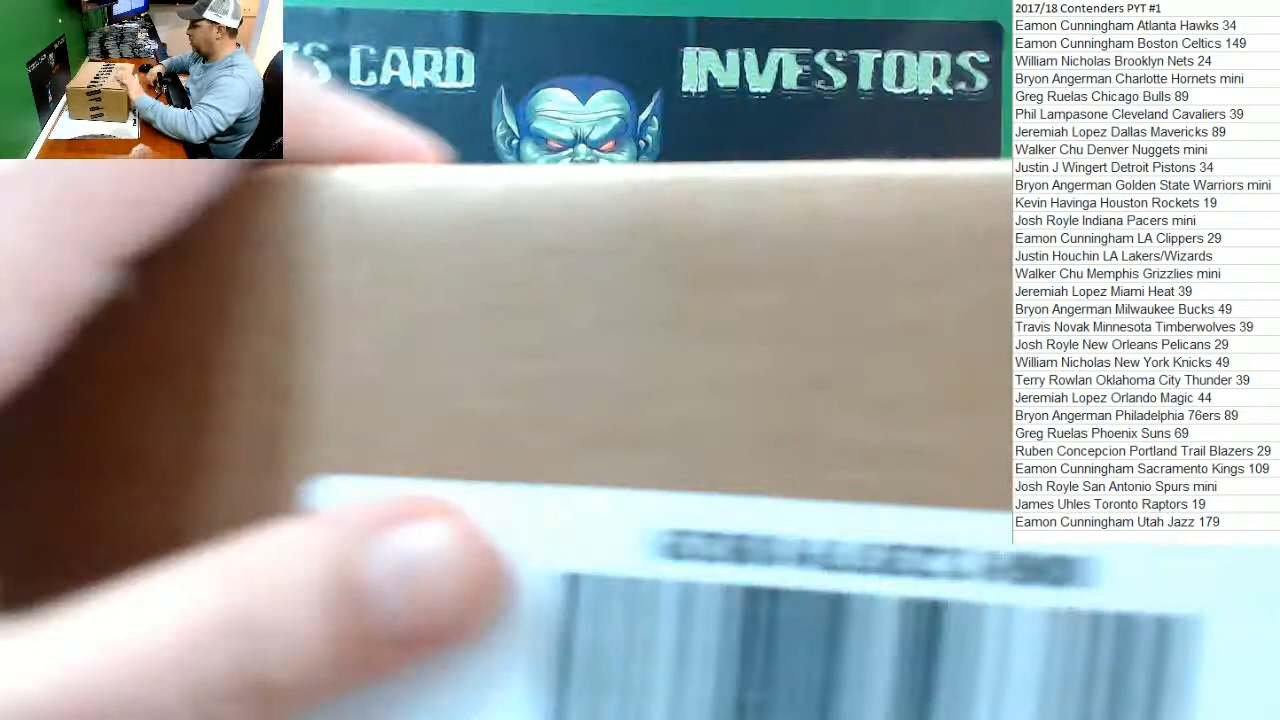 S CARD INVESTORS
2017/18 Contenders PYT #1
Eamon Cunningham Atlanta Hawks 34
Eamon Cunningham Boston Celtics 149
William Nicholas Brooklyn Nets 24
Bryon Angerman Charlotte Hornets mini
Greg Ruelas Chicago Bulls 89
Phil Lampasone Cleveland Cavaliers 39
Jeremiah Lopez Dallas Mavericks 89
Walker Chu Denver Nuggets mini
Justin J Wingert Detroit Pistons 34
Bryon Angerman Golden State Warriors mini
Kevin Havinga Houston Rockets 19
Josh Royle Indiana Pacers mini
Eamon Cunningham LA Clippers 29
Justin Houchin LA Lakers/Wizards
Walker Chu Memphis Grizzlies mini
Jeremiah Lopez Miami Heat 39
Bryon Angerman Milwaukee Bucks 49
Travis Novak Minnesota Timberwolves 39
Josh Royle New Orleans Pelicans 29
William Nicholas New York Knicks 49
Terry Rowlan Oklahoma City Thunder 39
Jeremiah Lopez Orlando Magic 44
Bryon Angerman Philadelphia 76ers 89
Greg Ruelas Phoenix Suns 69
Ruben Concepcion Portland Trail Blazers 29
Eamon Cunningham Sacramento Kings 109
Josh Royle San Antonio Spurs mini
James Uhles Toronto Raptors 19
Eamon Cunningham Utah Jazz 179